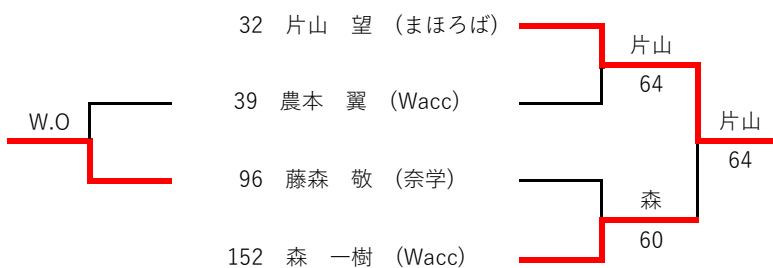 32 片山 望 (まほろば)
片山
64
39 農本 翼 (Wacc)
W.O
片山
64
96 藤森 敬 (奈学)
森
60
152 森 一樹 (Wacc)